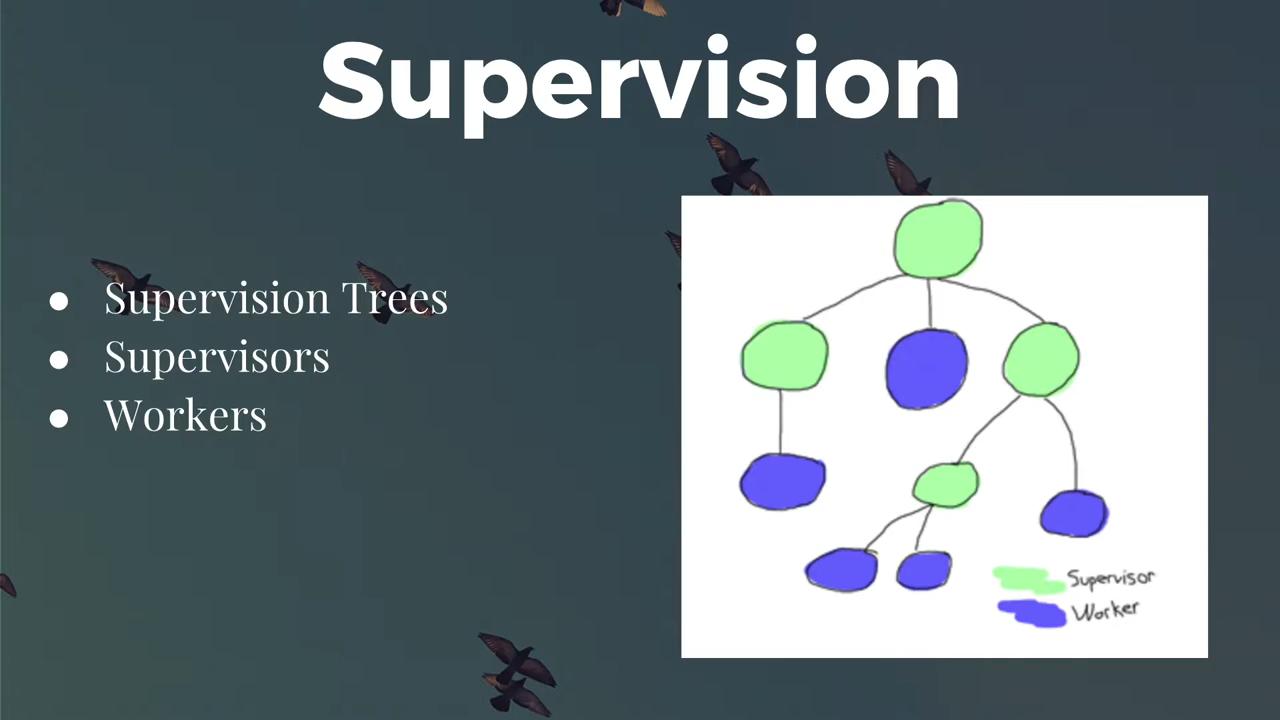 Supervision
● Supervision Trees
● Supervisors
● Workers
Supervisor
Worker